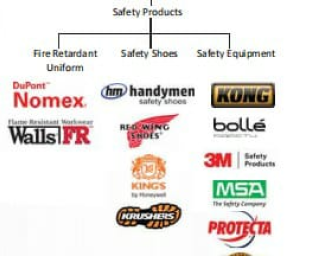 Safety Products
Fire Retardant
Uniform
Safety Shoes
Safety Equipment
DuPont™
Nomex
Flame Resistant Workwear
Walls FR
hm handymen
safety shoes
RED WING
SHOES
KING'S
by Honeywell
KRUSHERS
KONG
bollé
3M Safety
Products
MSA
The Safety Company
PROTECTA